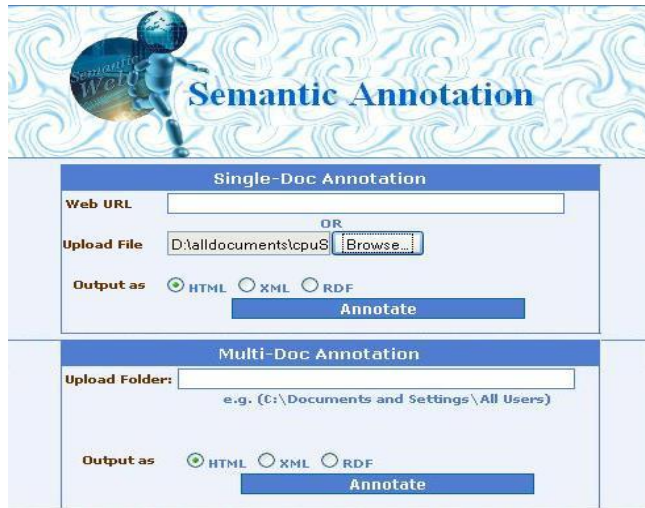 Semantic
Web
Semantic Annotation
Single-Doc Annotation
Web URL
OR
Upload File D:\alldocuments\cpuS Browse...
Output as HTML XML RDF
Annotate
Multi-Doc Annotation
Upload Folder:
e.g. (C:\Documents and Settings\All Users)
Output as HTML XML RDF
Annotate